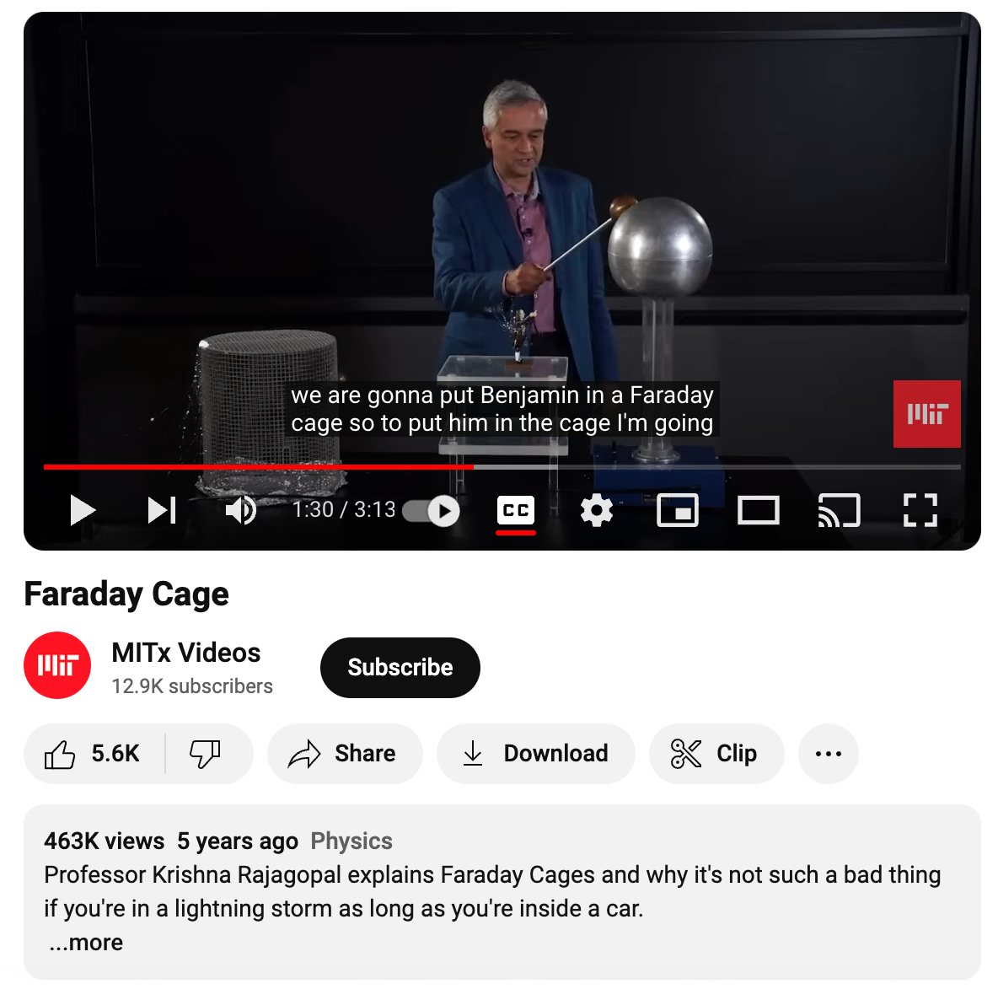 we are gonna put Benjamin in a Faraday
cage so to put him in the cage I'm going
MIT
1:30 / 3:13
CC
Faraday Cage
MIT
MITx Videos
12.9K subscribers
Subscribe
5.6K
Share
Download
Clip
463K views 5 years ago Physics
Professor Krishna Rajagopal explains Faraday Cages and why it's not such a bad thing
if you're in a lightning storm as long as you're inside a car.
...more